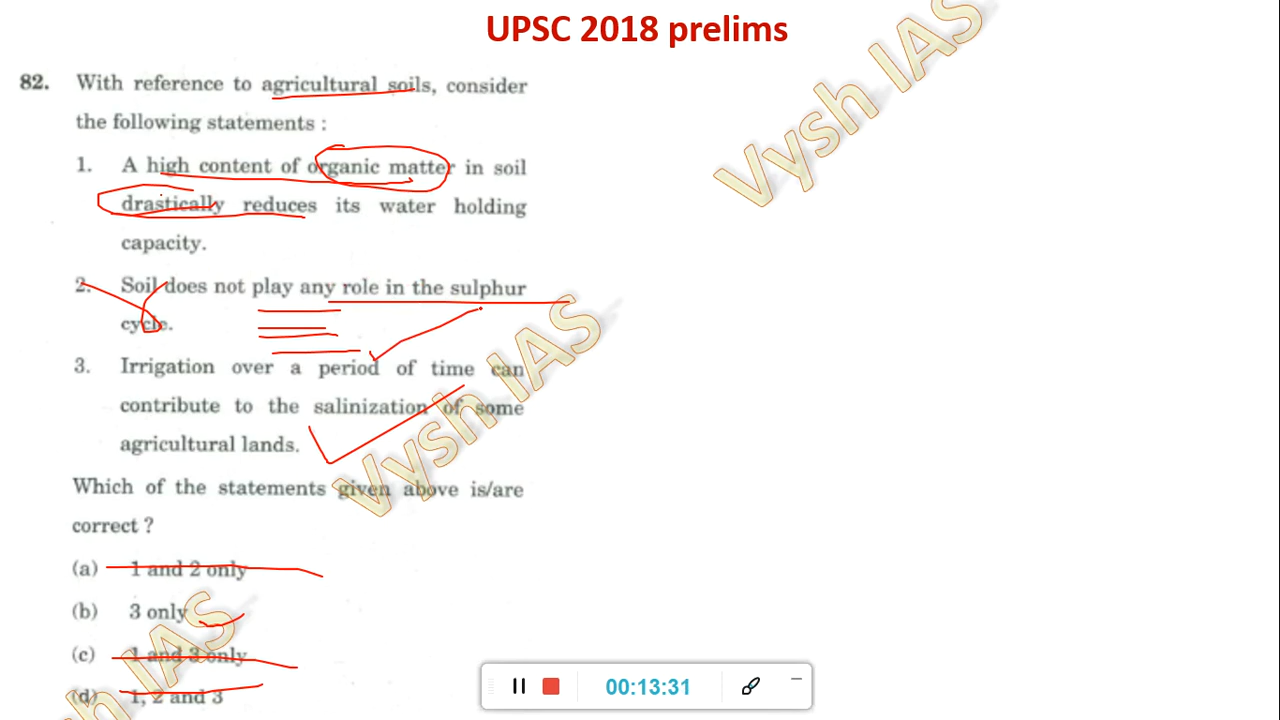 UPSC 2018 prelims
82. With reference to agricultural soils, consider
the following statements :
1. A high content of organic matter in soil
drastically reduces its water holding
capacity.
2. Soil does not play any role in the sulphur
cycle.
3. Irrigation over a period of time can
contribute to the salinization of some
agricultural lands.
Which of the statements given above is/are
correct ?
(a) 1 and 2 only
(b) 3 only
(c) 1 and 3 only
(d) 1, 2 and 3
Vysh IAS
Vysh IAS
Vysh IAS
00:13:31